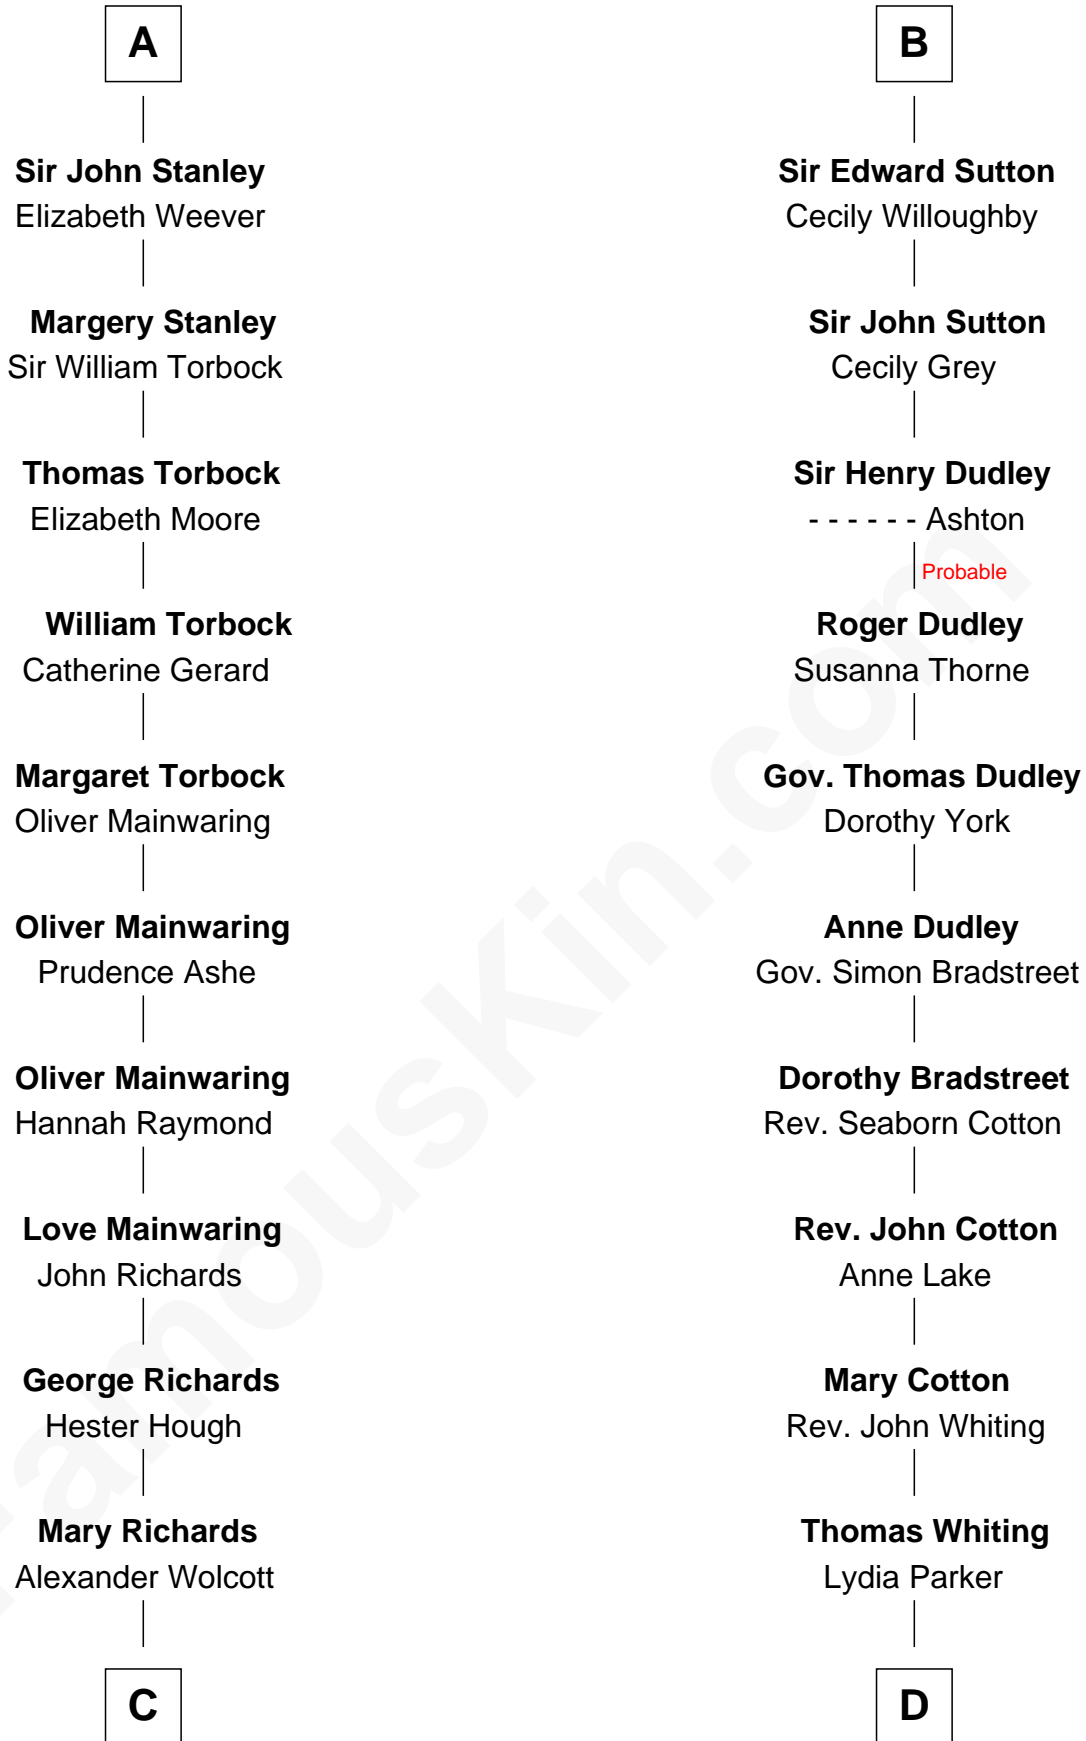 A
Sir John Stanley
Elizabeth Weever
Margery Stanley
Sir William Torbock
Thomas Torbock
Elizabeth Moore
William Torbock
Catherine Gerard
Margaret Torbock
Oliver Mainwaring
Oliver Mainwaring
Prudence Ashe
Oliver Mainwaring
Hannah Raymond
Love Mainwaring
John Richards
George Richards
Hester Hough
Mary Richards
Alexander Wolcott
C
B
Sir Edward Sutton
Cecily Willoughby
Sir John Sutton
Cecily Grey
Sir Henry Dudley
- - - - - - Ashton
Probable
Roger Dudley
Susanna Thorne
Gov. Thomas Dudley
Dorothy York
Anne Dudley
Gov. Simon Bradstreet
Dorothy Bradstreet
Rev. Seaborn Cotton
Rev. John Cotton
Anne Lake
Mary Cotton
Rev. John Whiting
Thomas Whiting
Lydia Parker
D
FamousKin.com